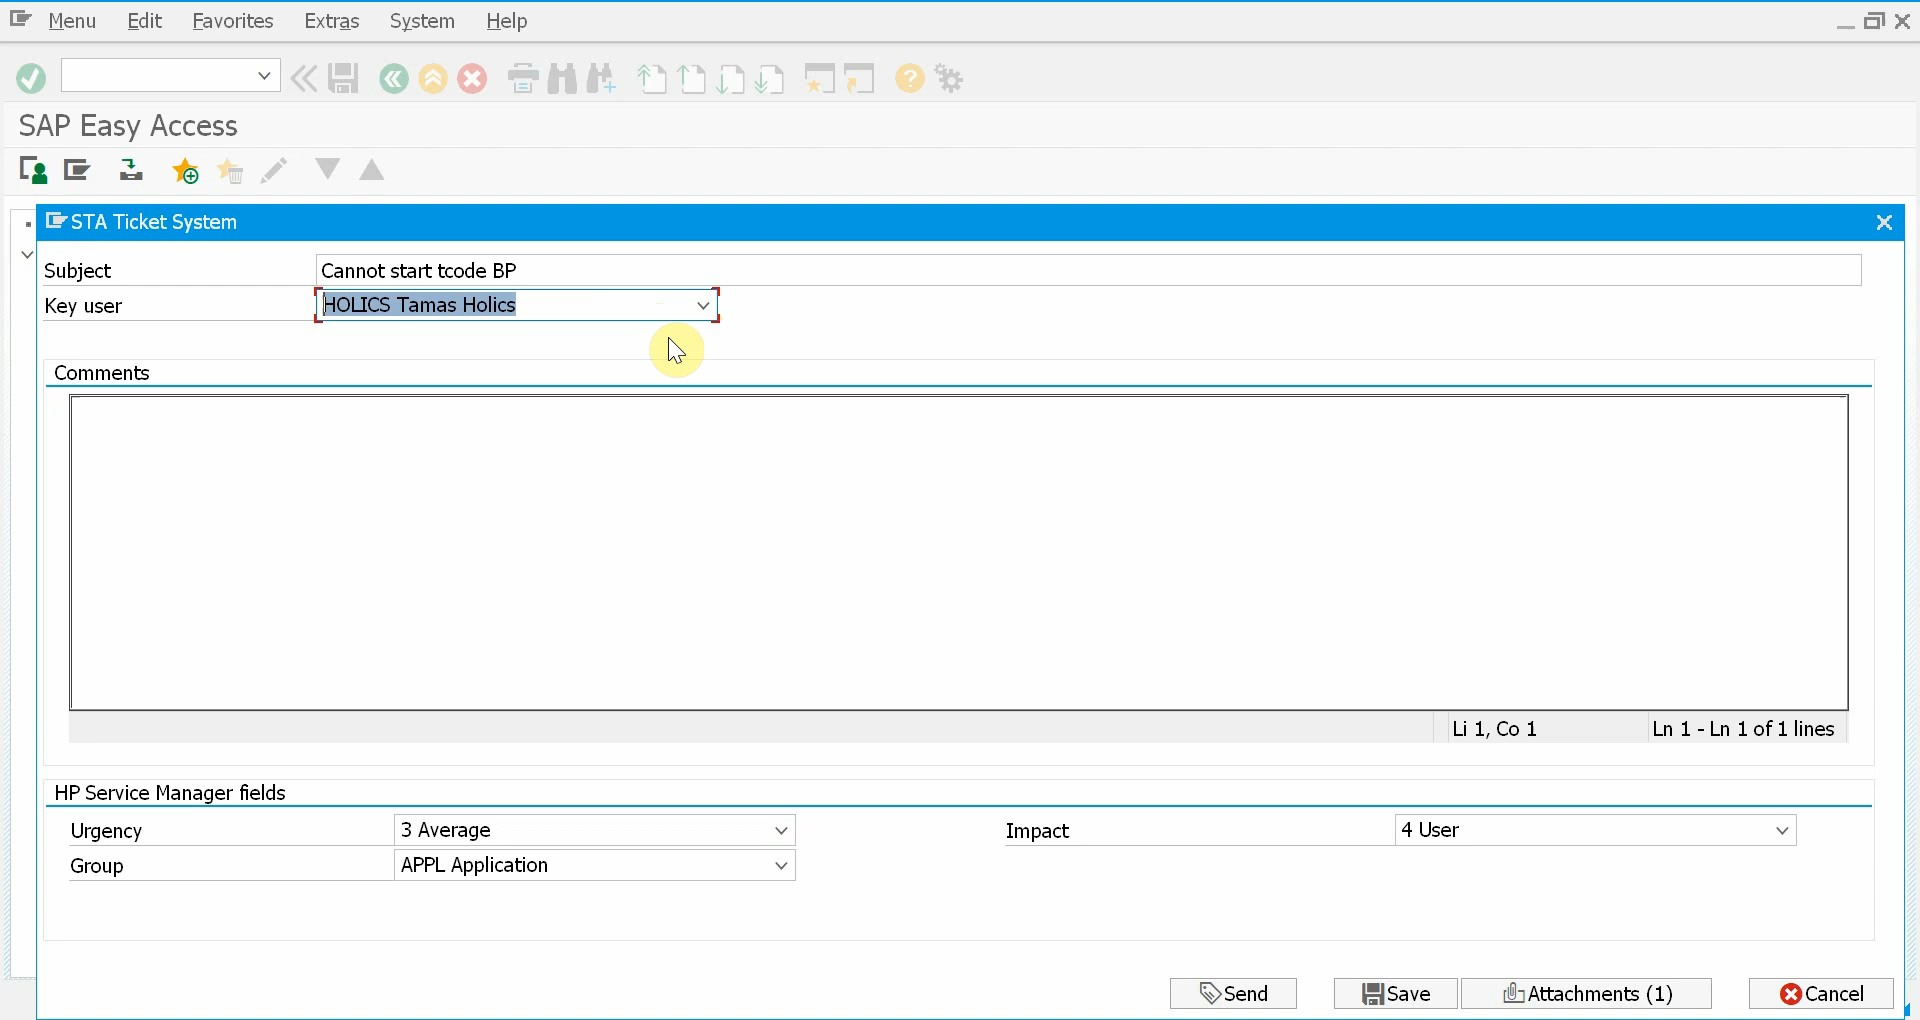 Menu Edit Favorites Extras System Help
SAP Easy Access
STA Ticket System
Subject Cannot start tcode BP
Key user HOLICS Tamas Holics
Comments
Li 1, Co 1 Ln 1 - Ln 1 of 1 lines
HP Service Manager fields
Urgency 3 Average Impact 4 User
Group APPL Application
Send Save Attachments (1) Cancel